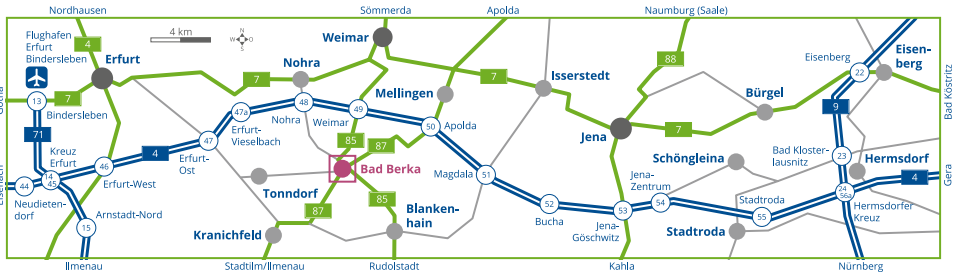 Nordhausen
Sömmerda
Apolda
Naumburg (Saale)
Flughafen
Erfurt
Bindersleben
4
4 km
N
W
O
S
Weimar
88
Eisenberg
Eisen-
berg
Erfurt
Nohra
7
7
Isserstedt
22
Gotha
13
7
Bindersleben
Mellingen
Bürgel
9
Bad Köstritz
47a
48
49
Erfurt-
Vieselbach
Nohra
Weimar
50
Apolda
71
Kreuz
Erfurt
4
47
Erfurt-
Ost
85
87
Jena
7
Bad Kloster-
lausnitz
23
Hermsdorf
Schöngleina
46
Erfurt-West
Bad Berka
Magdala
51
Jena-
Zentrum
4
Gera
Eisenach
44
14
45
Neudieten-
dorf
Tonndorf
85
Blanken-
hain
52
Bucha
53
Jena-
Göschwitz
54
Stadtroda
55
24
56a
Hermsdorfer
Kreuz
Arnstadt-Nord
15
87
Kranichfeld
Stadtroda
Ilmenau
Stadtilm/Ilmenau
Rudolstadt
Kahla
Nürnberg